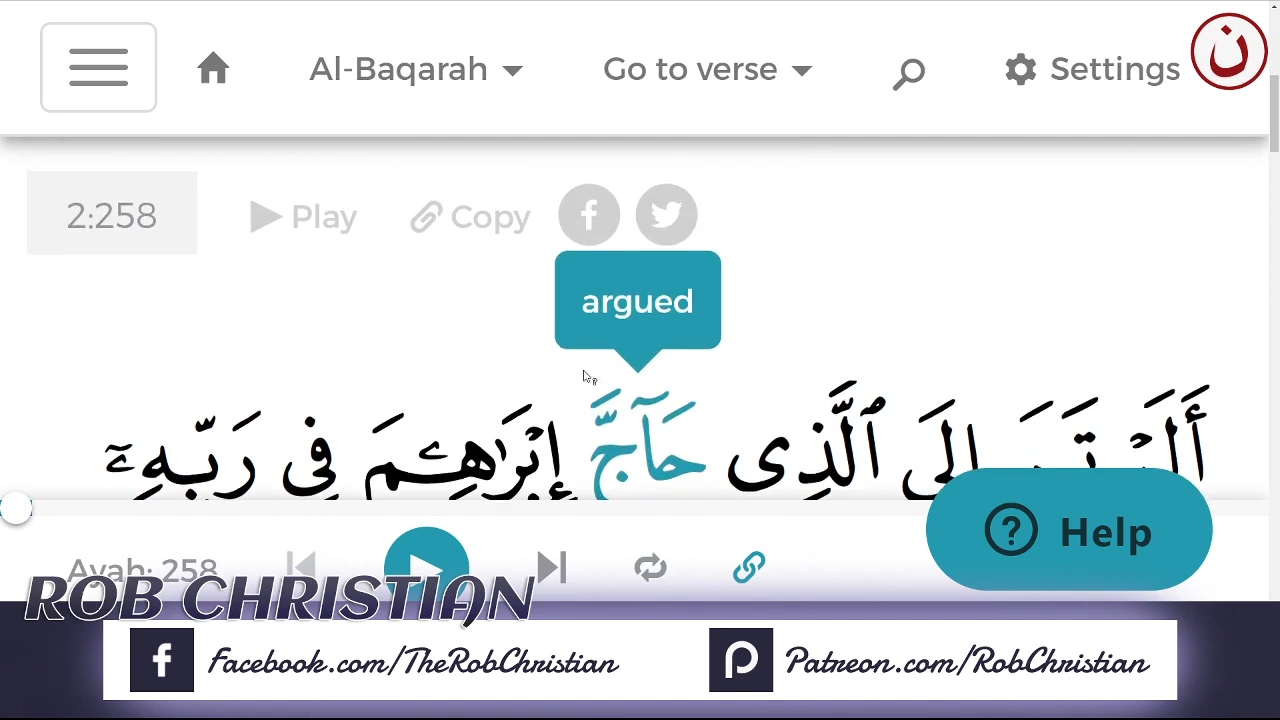 Al-Baqarah Go to verse Settings ن
2:258 Play Copy
argued
أَلَمْ تَرَ إِلَى ٱلَّذِى حَآجَّ إِبْرَٰهِـۧمَ فِى رَبِّهِۦٓ
Ayah: 258 Help
ROB CHRISTIAN
Facebook.com/TheRobChristian Patreon.com/RobChristian